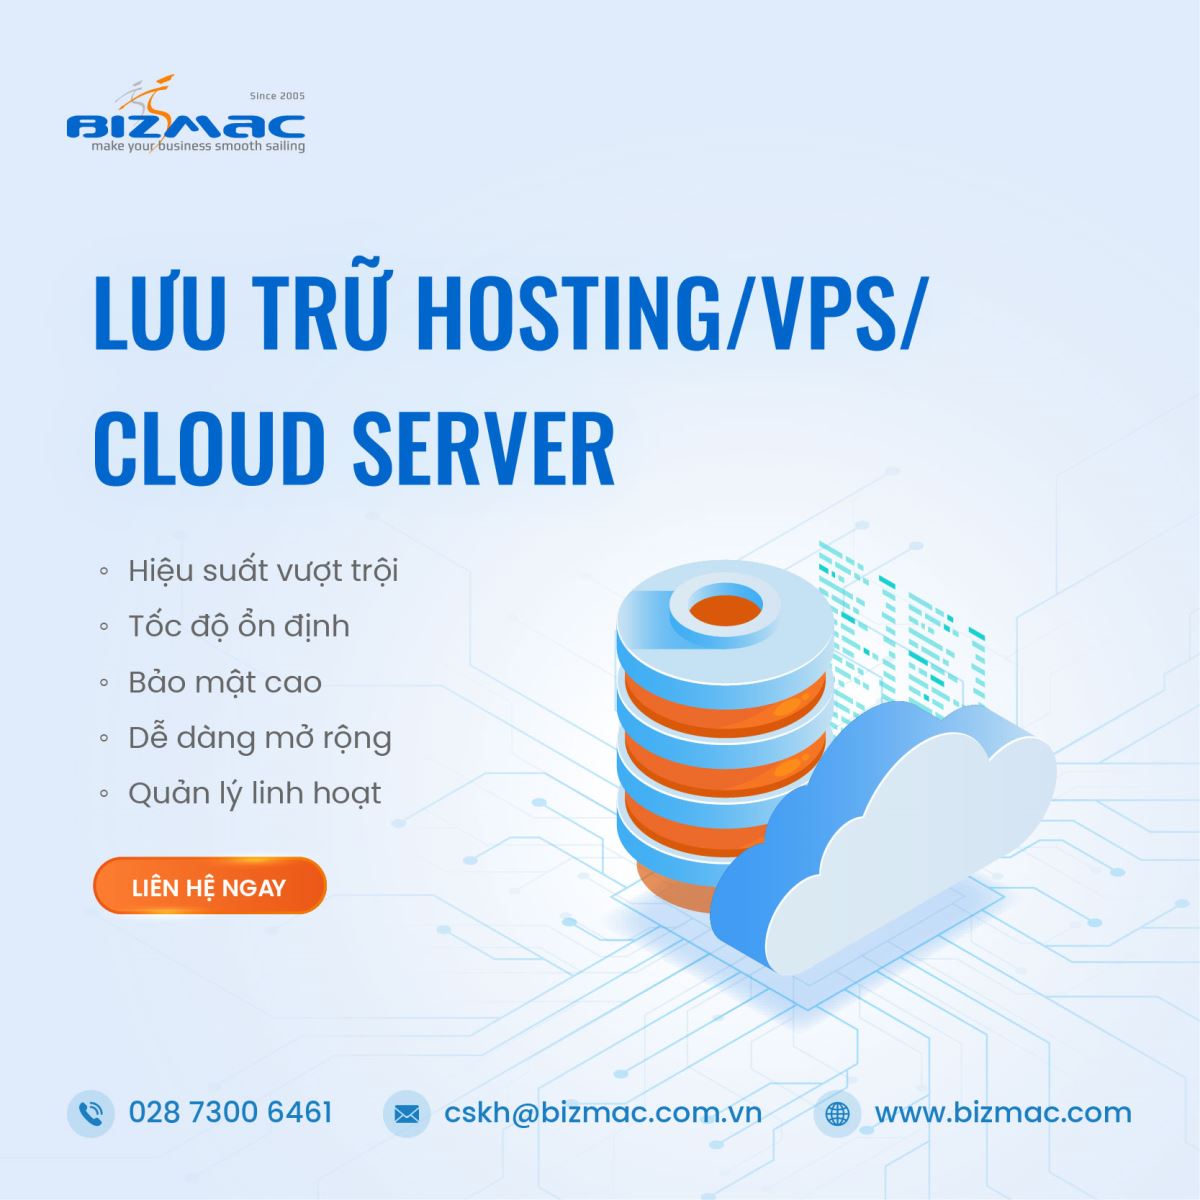 Since 2005
BIZMAC
make your business smooth sailing
LƯU TRỮ HOSTING/VPS/
CLOUD SERVER
◦ Hiệu suất vượt trội
◦ Tốc độ ổn định
◦ Bảo mật cao
◦ Dễ dàng mở rộng
◦ Quản lý linh hoạt
LIÊN HỆ NGAY
028 7300 6461 cskh@bizmac.com.vn www.bizmac.com